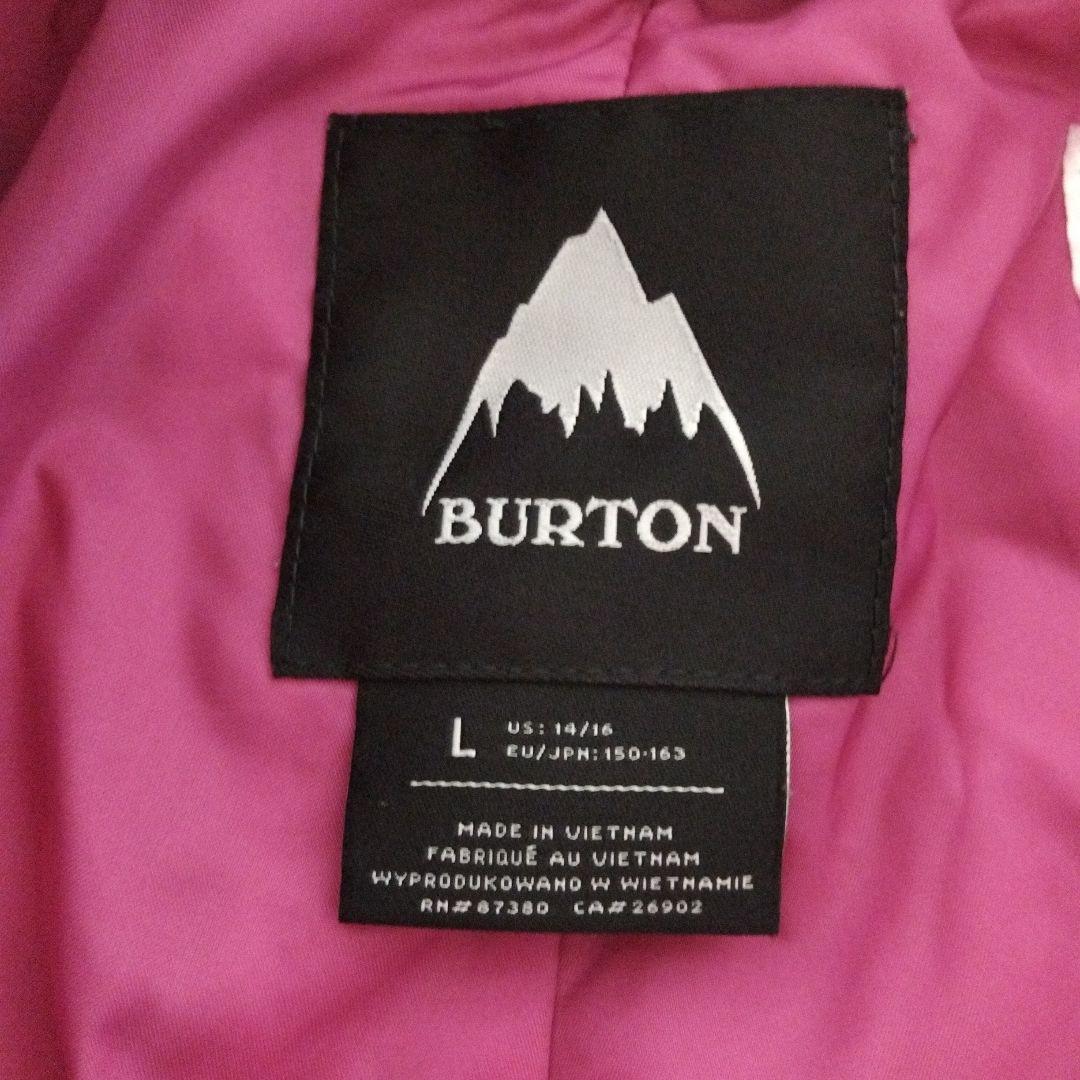 BURTON
L US: 14/16
EU/JPN: 150-163
MADE IN VIETNAM
FABRIQUÉ AU VIETNAM
WYPRODUKOWANO W WIETNAMIE
RN#87380 CA#26902